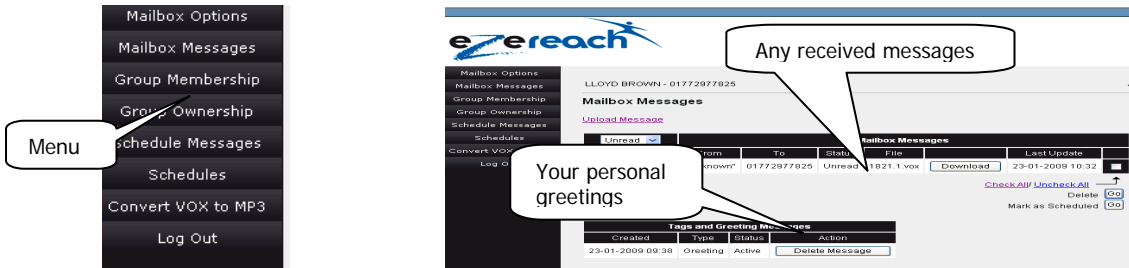 Mailbox Options
Mailbox Messages
Group Membership
Group Ownership
Schedule Messages
Schedules
Convert VOX to MP3
Log Out
Menu
ezereach
Any received messages
Mailbox Options
Mailbox Messages
Group Membership
Group Ownership
Schedule Messages
Schedules
Convert VOX
Log O
LLOYD BROWN - 01772977825
Mailbox Messages
Upload Message
Unread
Mailbox Messages
From To Status File Last Update
known" 01772977825 Unread 1821.1.vox Download 23-01-2009 10:32
Check All/ Uncheck All
Delete Go
Mark as Scheduled Go
Your personal
greetings
Tags and Greeting Messages
Created Type Status Action
23-01-2009 09:38 Greeting Active Delete Message